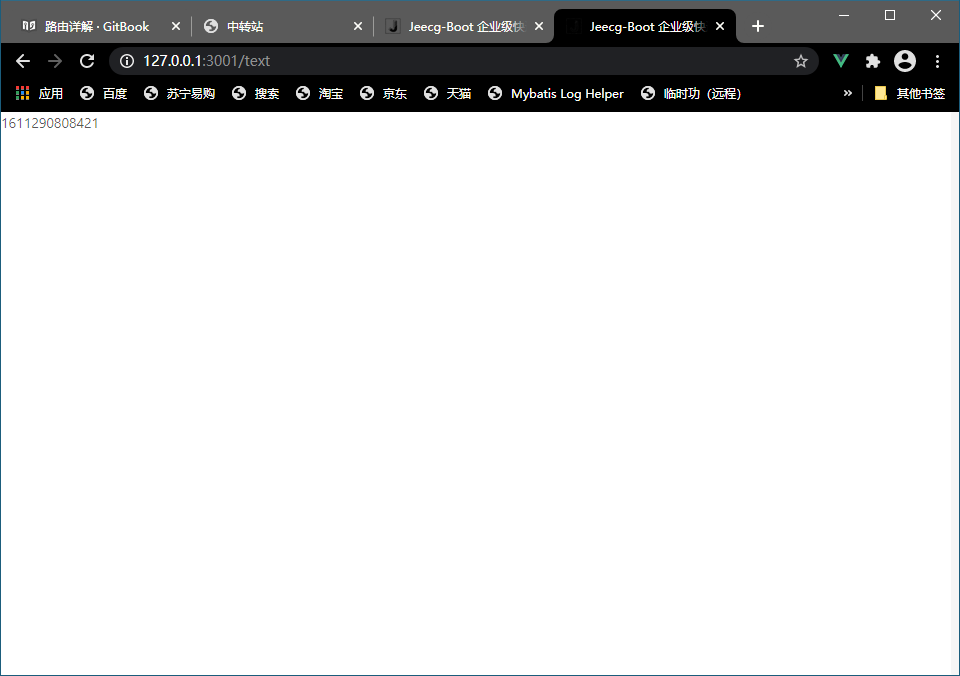 路由详解 · GitBook
中转站
Jeecg-Boot 企业级快
Jeecg-Boot 企业级快
127.0.0.1:3001/text
应用 百度 苏宁易购 搜索 淘宝 京东 天猫 Mybatis Log Helper 临时功（远程） » 其他书签
1611290808421